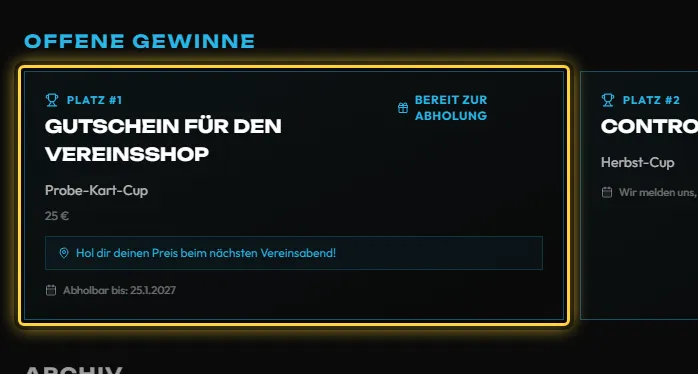 OFFENE GEWINNE
PLATZ #1
BEREIT ZUR
ABHOLUNG
GUTSCHEIN FÜR DEN
VEREINSSHOP
Probe-Kart-Cup
25 €
Hol dir deinen Preis beim nächsten Vereinsabend!
Abholbar bis: 25.1.2027
PLATZ #2
CONTRO
Herbst-Cup
Wir melden uns,
ARCHIV